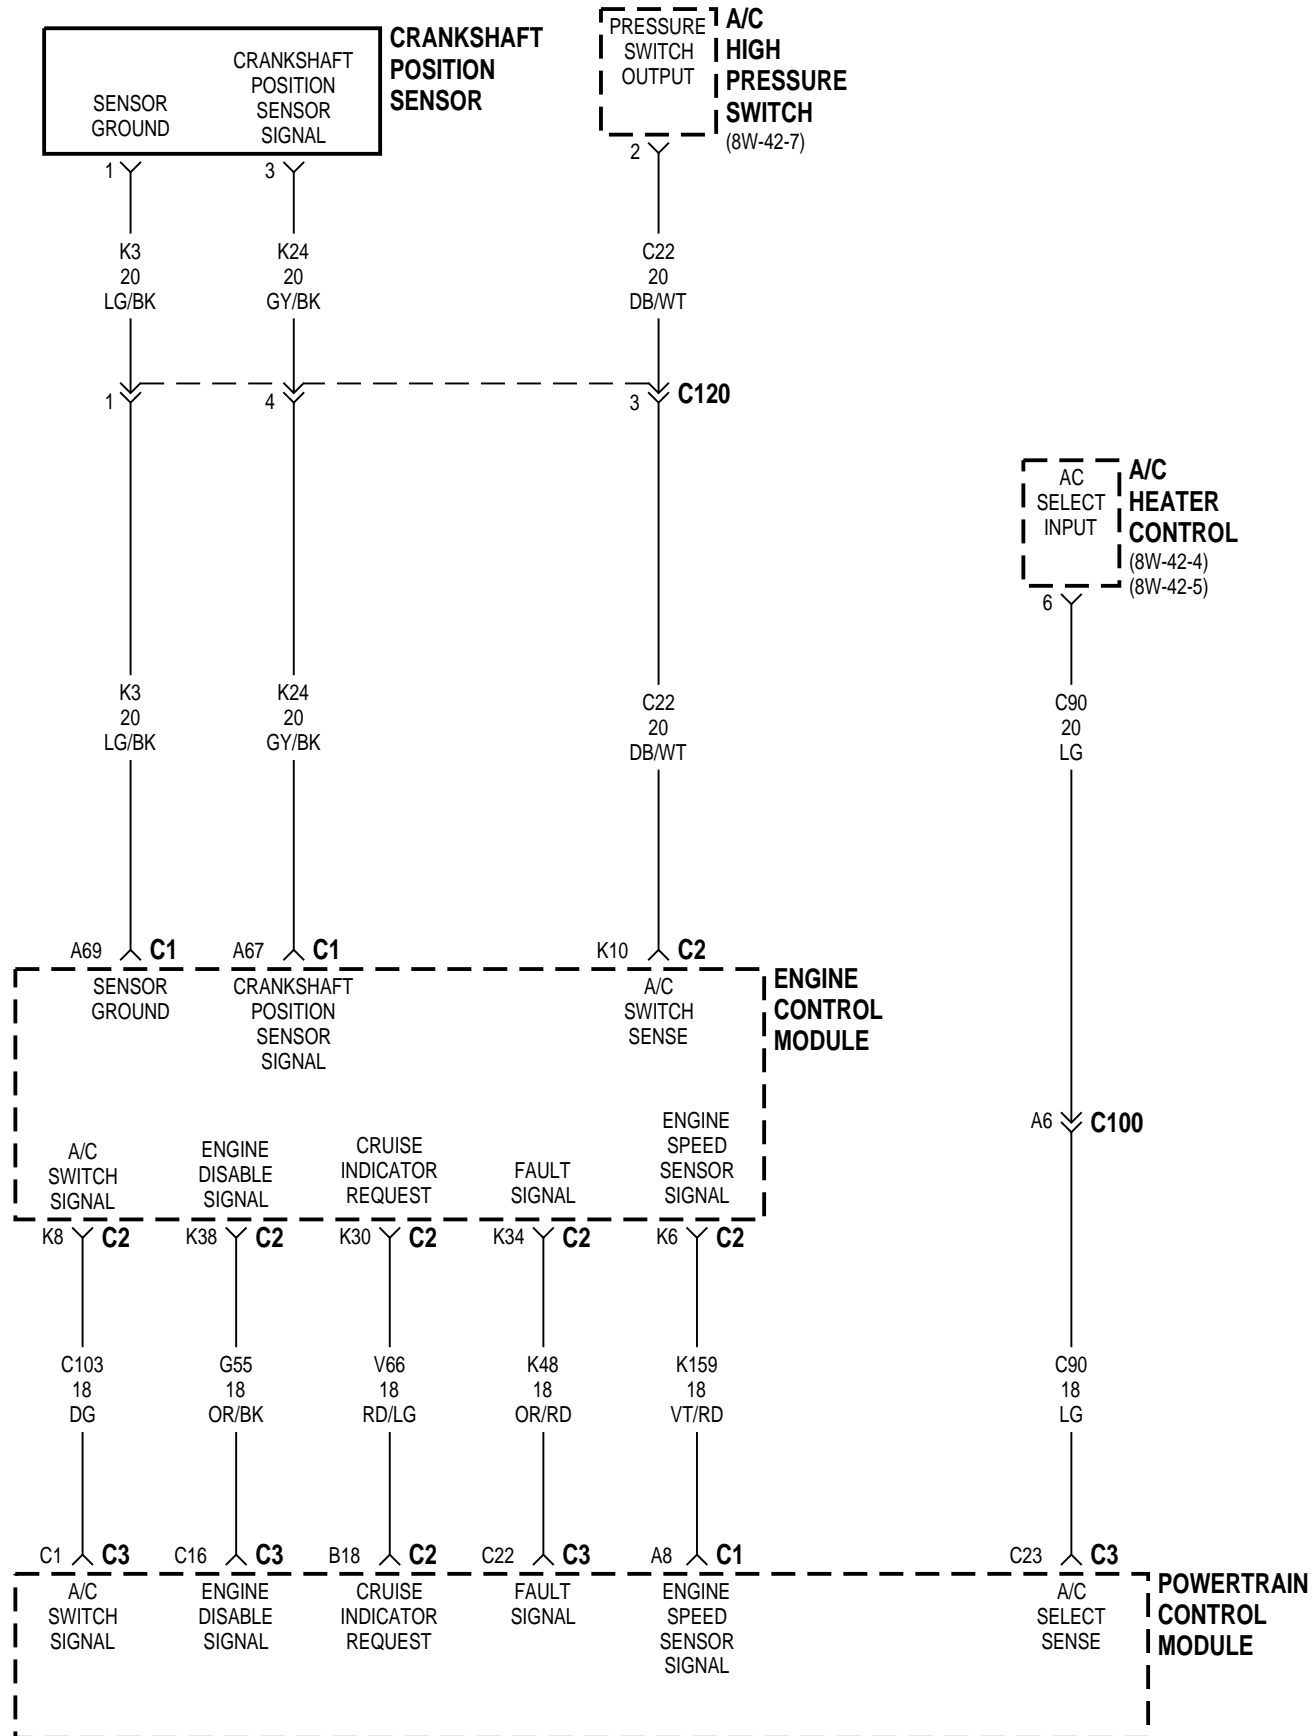 CRANKSHAFT
POSITION
SENSOR
SENSOR
GROUND
CRANKSHAFT
POSITION
SENSOR
SIGNAL
PRESSURE
SWITCH
OUTPUT
A/C
HIGH
PRESSURE
SWITCH
(8W-42-7)
1
3
2
K3
20
LG/BK
K24
20
GY/BK
C22
20
DB/WT
1
4
3
C120
AC
SELECT
INPUT
A/C
HEATER
CONTROL
(8W-42-4)
(8W-42-5)
6
K3
20
LG/BK
K24
20
GY/BK
C22
20
DB/WT
C90
20
LG
A69 C1
A67 C1
K10 C2
SENSOR
GROUND
CRANKSHAFT
POSITION
SENSOR
SIGNAL
A/C
SWITCH
SENSE
ENGINE
CONTROL
MODULE
A6 C100
A/C
SWITCH
SIGNAL
ENGINE
DISABLE
SIGNAL
CRUISE
INDICATOR
REQUEST
FAULT
SIGNAL
ENGINE
SPEED
SENSOR
SIGNAL
K8 C2
K38 C2
K30 C2
K34 C2
K6 C2
C103
18
DG
G55
18
OR/BK
V66
18
RD/LG
K48
18
OR/RD
K159
18
VT/RD
C90
18
LG
C1 C3
C16 C3
B18 C2
C22 C3
A8 C1
C23 C3
A/C
SWITCH
SIGNAL
ENGINE
DISABLE
SIGNAL
CRUISE
INDICATOR
REQUEST
FAULT
SIGNAL
ENGINE
SPEED
SENSOR
SIGNAL
A/C
SELECT
SENSE
POWERTRAIN
CONTROL
MODULE